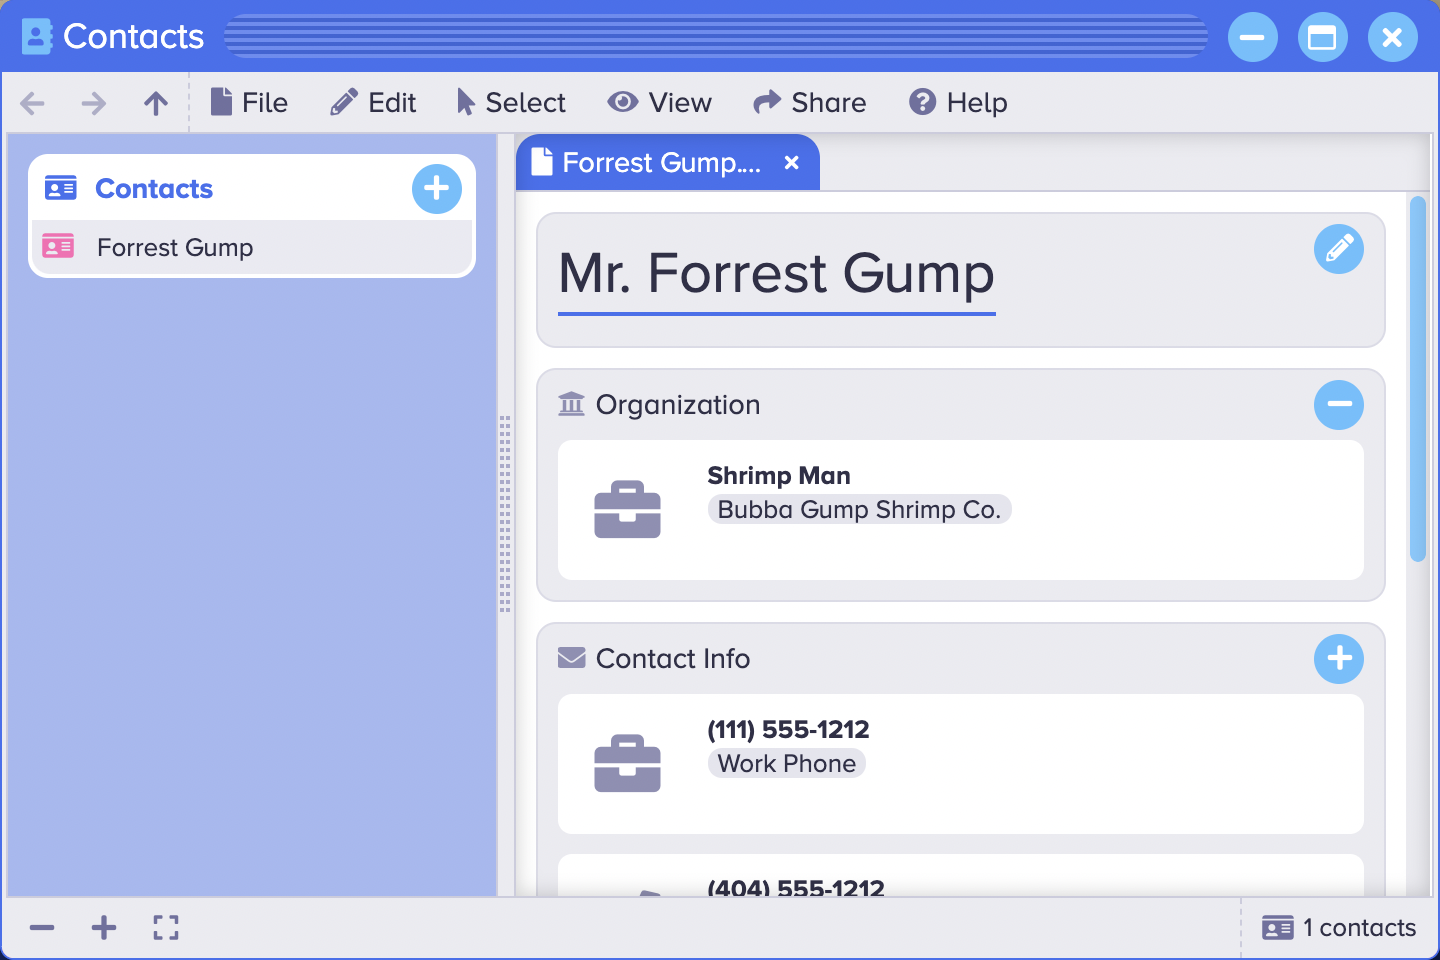 Contacts
File Edit Select View Share Help
Contacts
Forrest Gump
Forrest Gump....
Mr. Forrest Gump
Organization
Shrimp Man
Bubba Gump Shrimp Co.
Contact Info
(111) 555-1212
Work Phone
(404) 555-1212
1 contacts